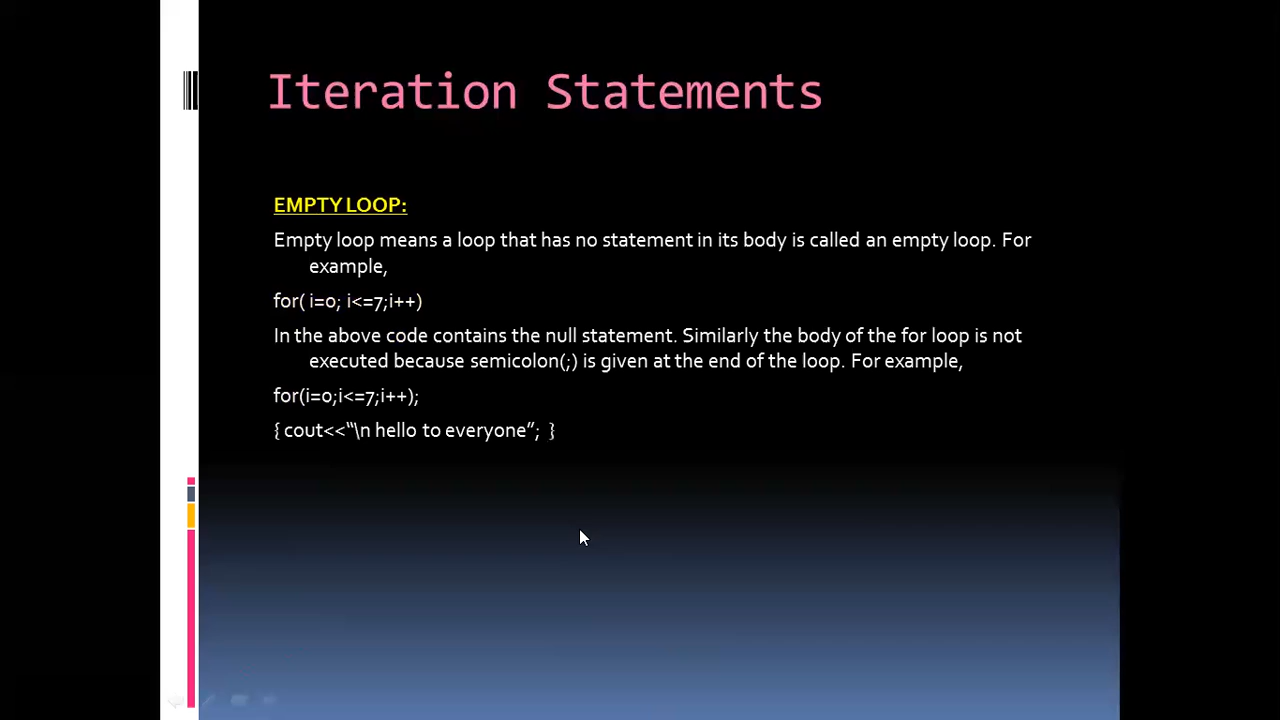 Iteration Statements
EMPTY LOOP:
Empty loop means a loop that has no statement in its body is called an empty loop. For
example,
for( i=0; i<=7;i++)
In the above code contains the null statement. Similarly the body of the for loop is not
executed because semicolon(;) is given at the end of the loop. For example,
for(i=0;i<=7;i++);
{ cout<<“\n hello to everyone”; }